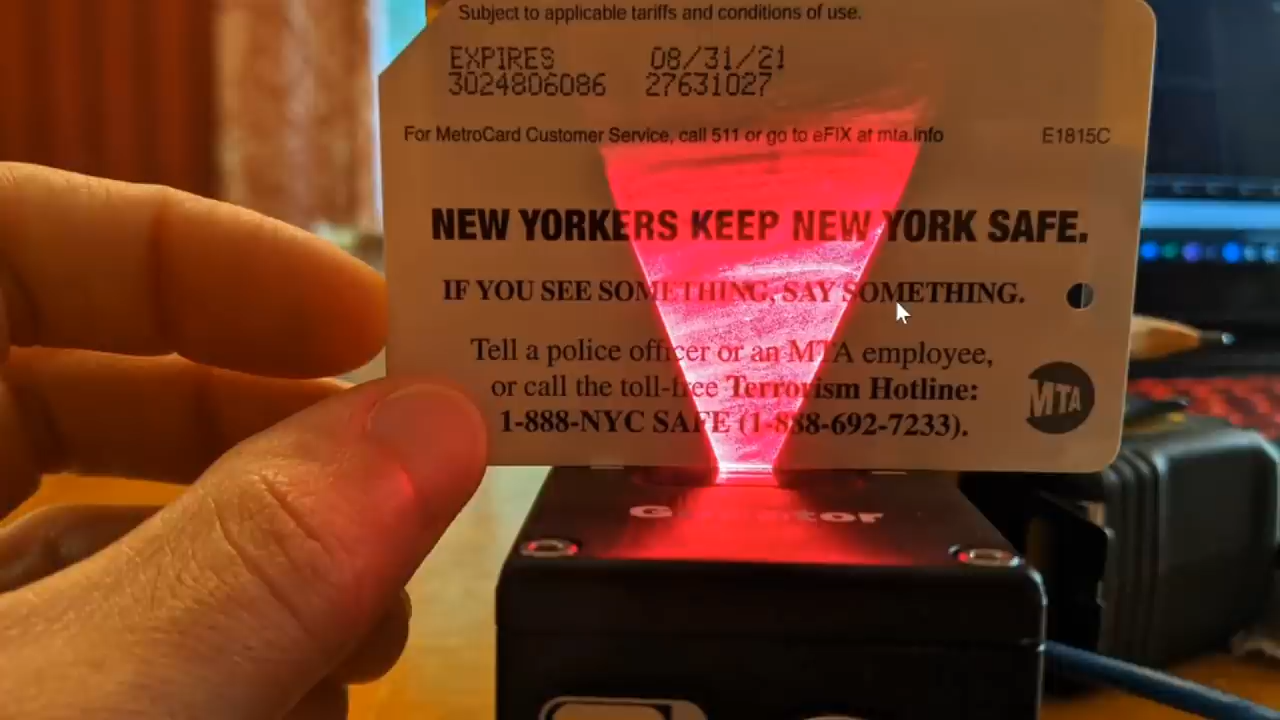 Subject to applicable tariffs and conditions of use.
EXPIRES 08/31/21
3024806086 27631027
For MetroCard Customer Service, call 511 or go to eFIX at mta.info E1815C
NEW YORKERS KEEP NEW YORK SAFE.
IF YOU SEE SOMETHING, SAY SOMETHING.
Tell a police officer or an MTA employee,
or call the toll-free Terrorism Hotline:
1-888-NYC SAFE (1-888-692-7233).
MTA